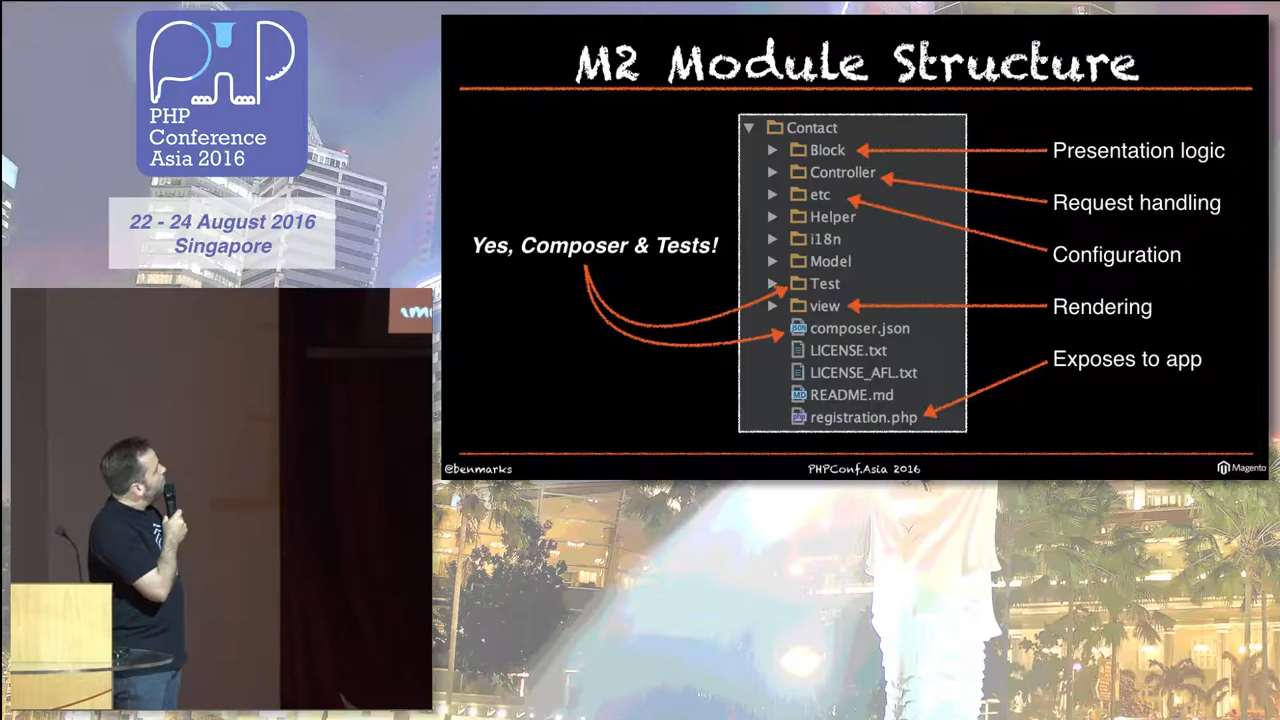 PHP
Conference
Asia 2016
22 - 24 August 2016
Singapore
M2 Module Structure
Contact
Block
Controller
etc
Helper
i18n
Model
Test
view
composer.json
LICENSE.txt
LICENSE_AFL.txt
README.md
registration.php
Yes, Composer & Tests!
Presentation logic
Request handling
Configuration
Rendering
Exposes to app
@benmarks
PHPConf.Asia 2016
Magento